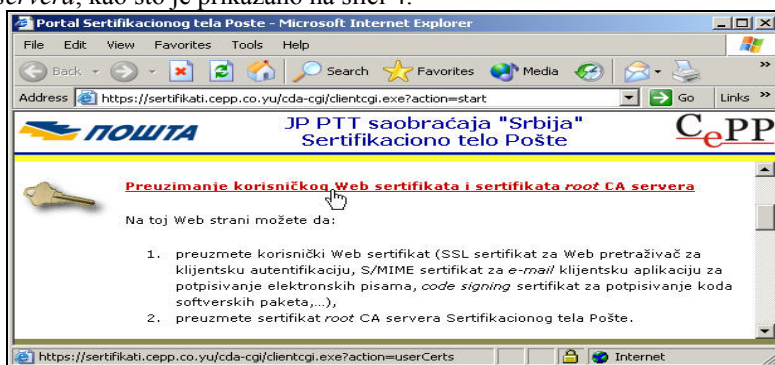 servera, kao što je prikazano na slici 4.
Portal Sertifikacionog tela Poste - Microsoft Internet Explorer
File Edit View Favorites Tools Help
Back Search Favorites Media
Address https://sertifikati.cepp.co.yu/cda-cgi/clientcgi.exe?action=start Go Links
ПОШТА JP PTT saobraćaja "Srbija" CePP
Sertifikaciono telo Pošte
Preuzimanje korisničkog Web sertifikata i sertifikata root CA servera
Na toj Web strani možete da:
1. preuzmete korisnički Web sertifikat (SSL sertifikat za Web pretraživač za
klijentsku autentifikaciju, S/MIME sertifikat za e-mail klijentsku aplikaciju za
potpisivanje elektronskih pisama, code signing sertifikat za potpisivanje koda
softverskih paketa,...),
2. preuzmete sertifikat root CA servera Sertifikacionog tela Pošte.
https://sertifikati.cepp.co.yu/cda-cgi/clientcgi.exe?action=userCerts Internet